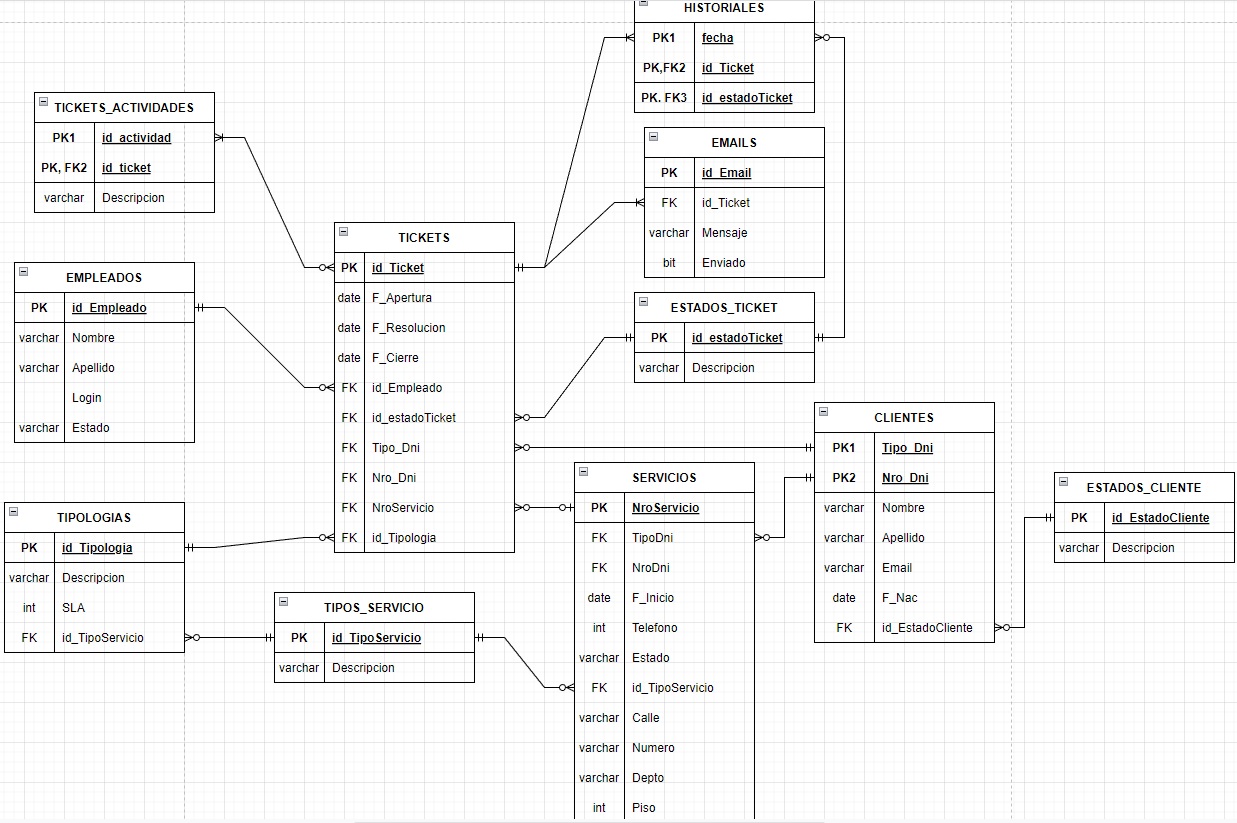 HISTORIALES
PK1 fecha
PK,FK2 id_Ticket
PK. FK3 id_estadoTicket
TICKETS_ACTIVIDADES
PK1 id_actividad
PK, FK2 id_ticket
varchar Descripcion
EMAILS
PK id_Email
FK id_Ticket
varchar Mensaje
bit Enviado
TICKETS
PK id_Ticket
date F_Apertura
date F_Resolucion
date F_Cierre
FK id_Empleado
FK id_estadoTicket
FK Tipo_Dni
FK Nro_Dni
FK NroServicio
FK id_Tipologia
EMPLEADOS
PK id_Empleado
varchar Nombre
varchar Apellido
Login
varchar Estado
ESTADOS_TICKET
PK id_estadoTicket
varchar Descripcion
CLIENTES
PK1 Tipo_Dni
PK2 Nro_Dni
varchar Nombre
varchar Apellido
varchar Email
date F_Nac
FK id_EstadoCliente
SERVICIOS
PK NroServicio
FK TipoDni
FK NroDni
date F_Inicio
int Telefono
varchar Estado
FK id_TipoServicio
varchar Calle
varchar Numero
varchar Depto
int Piso
ESTADOS_CLIENTE
PK id_EstadoCliente
varchar Descripcion
TIPOLOGIAS
PK id_Tipologia
varchar Descripcion
int SLA
FK id_TipoServicio
TIPOS_SERVICIO
PK id_TipoServicio
varchar Descripcion